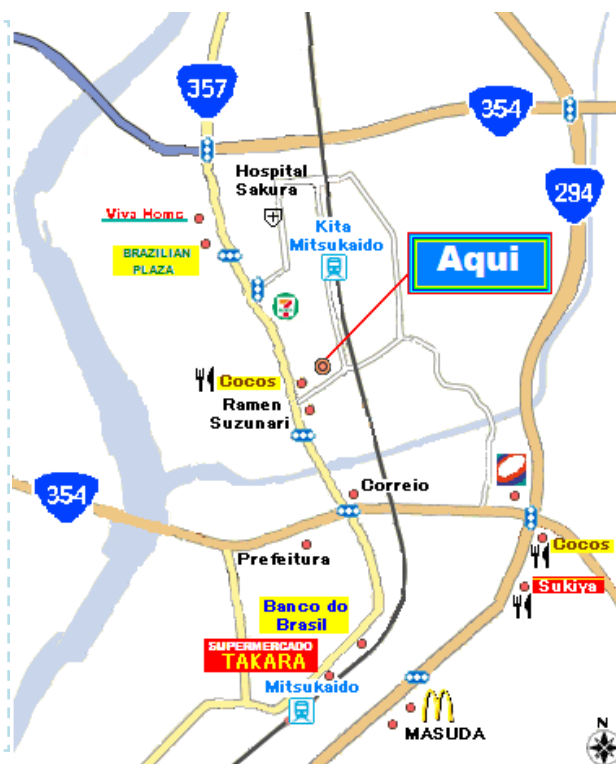 357
354
Hospital
Sakura
294
Viva Home
Kita
Mitsukaido
BRAZILIAN
PLAZA
Aqui
Cocos
Ramen
Suzunari
354
Correio
Prefeitura
Cocos
Sukiya
Banco do
Brasil
SUPERMERCADO
TAKARA
Mitsukaido
MASUDA
N